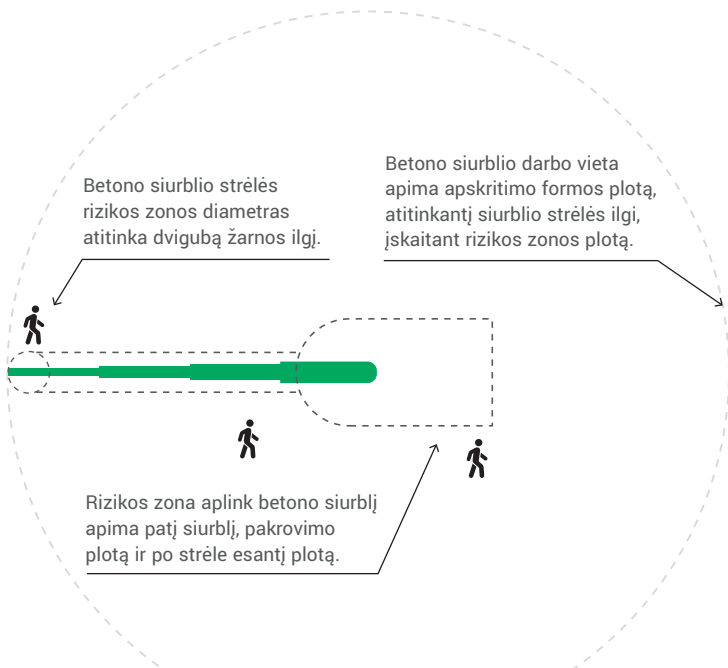 Betono siurblio strėlės
rizikos zonos diametras
atitinka dvigubą žarnos ilgį.
Betono siurblio darbo vieta
apima apskritimo formos plotą,
atitinkantį siurblio strėlės ilgi,
įskaitant rizikos zonos plotą.
Rizikos zona aplink betono siurblį
apima patį siurblį, pakrovimo
plotą ir po strėle esantį plotą.